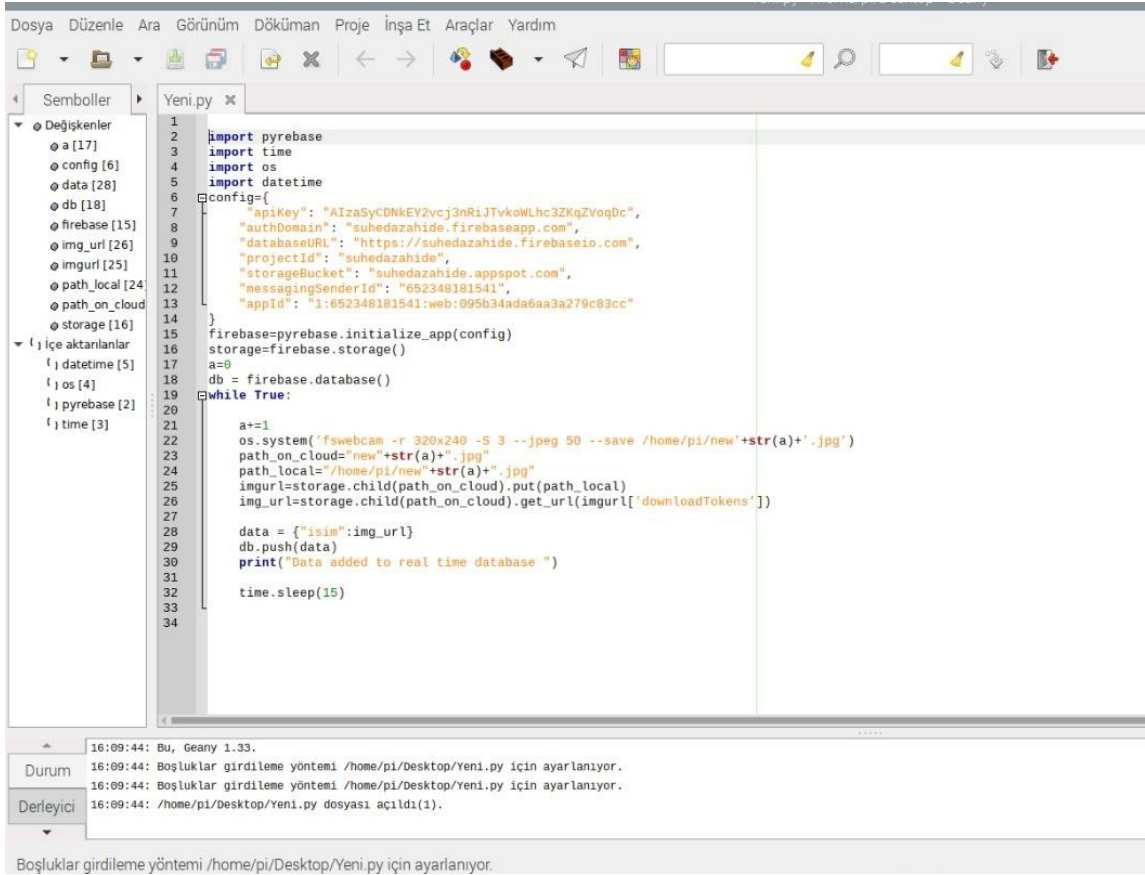 Dosya Düzenle Ara Görünüm Döküman Proje İnşa Et Araçlar Yardım
Semboller
Yeni.py
Değişkenler
a [17]
config [6]
data [28]
db [18]
firebase [15]
img_url [26]
imgurl [25]
path_local [24
path_on_cloud
storage [16]
İçe aktarılanlar
datetime [5]
os [4]
pyrebase [2]
time [3]
1
2 import pyrebase
3 import time
4 import os
5 import datetime
6 config={
7 "apiKey": "AIzaSyCDNkEY2vcj3nRiJTvkoWLhc3ZKqZVoqDc",
8 "authDomain": "suhedazahide.firebaseapp.com",
9 "databaseURL": "https://suhedazahide.firebaseio.com",
10 "projectId": "suhedazahide",
11 "storageBucket": "suhedazahide.appspot.com",
12 "messagingSenderId": "652348181541",
13 "appId": "1:652348181541:web:095b34ada6aa3a279c83cc"
14 }
15 firebase=pyrebase.initialize_app(config)
16 storage=firebase.storage()
17 a=0
18 db = firebase.database()
19 while True:
20
21 a+=1
22 os.system('fswebcam -r 320x240 -S 3 --jpeg 50 --save /home/pi/new'+str(a)+'.jpg')
23 path_on_cloud="new"+str(a)+".jpg"
24 path_local="/home/pi/new"+str(a)+".jpg"
25 imgurl=storage.child(path_on_cloud).put(path_local)
26 img_url=storage.child(path_on_cloud).get_url(imgurl['downloadTokens'])
27
28 data = {"isim":img_url}
29 db.push(data)
30 print("Data added to real time database ")
31
32 time.sleep(15)
33
34
Durum
Derleyici
16:09:44: Bu, Geany 1.33.
16:09:44: Boşluklar girdileme yöntemi /home/pi/Desktop/Yeni.py için ayarlanıyor.
16:09:44: Boşluklar girdileme yöntemi /home/pi/Desktop/Yeni.py için ayarlanıyor.
16:09:44: /home/pi/Desktop/Yeni.py dosyası açıldı(1).
Boşluklar girdileme yöntemi /home/pi/Desktop/Yeni.py için ayarlanıyor.